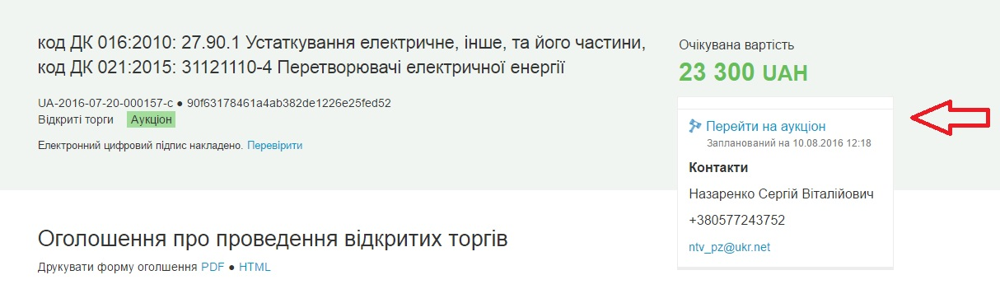 код ДК 016:2010: 27.90.1 Устаткування електричне, інше, та його частини,
код ДК 021:2015: 31121110-4 Перетворювачі електричної енергії
UA-2016-07-20-000157-c ● 90f63178461a4ab382de1226e25fed52
Відкриті торги Аукціон
Електронний цифровий підпис накладено. Перевірити
Очікувана вартість
23 300 UAH
Перейти на аукціон
Запланований на 10.08.2016 12:18
Контакти
Назаренко Сергій Віталійович
+380577243752
ntv_pz@ukr.net
Оголошення про проведення відкритих торгів
Друкувати форму оголшення PDF ● HTML